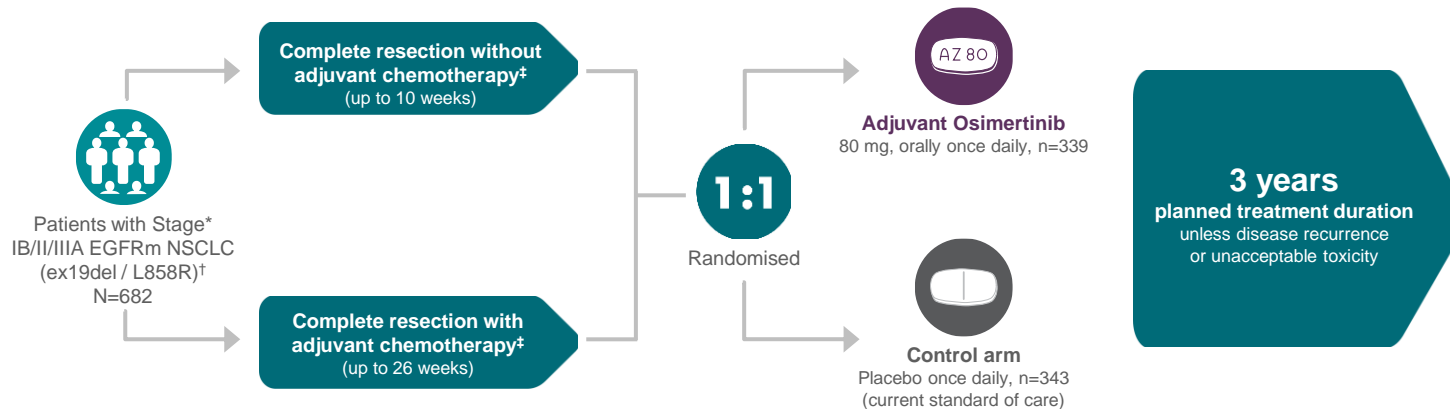 Patients with Stage*
IB/II/IIIA EGFRm NSCLC
(ex19del / L858R)†
N=682
Complete resection without
adjuvant chemotherapy‡
(up to 10 weeks)
Complete resection with
adjuvant chemotherapy‡
(up to 26 weeks)
1:1
Randomised
AZ 80
Adjuvant Osimertinib
80 mg, orally once daily, n=339
Control arm
Placebo once daily, n=343
(current standard of care)
3 years
planned treatment duration
unless disease recurrence
or unacceptable toxicity